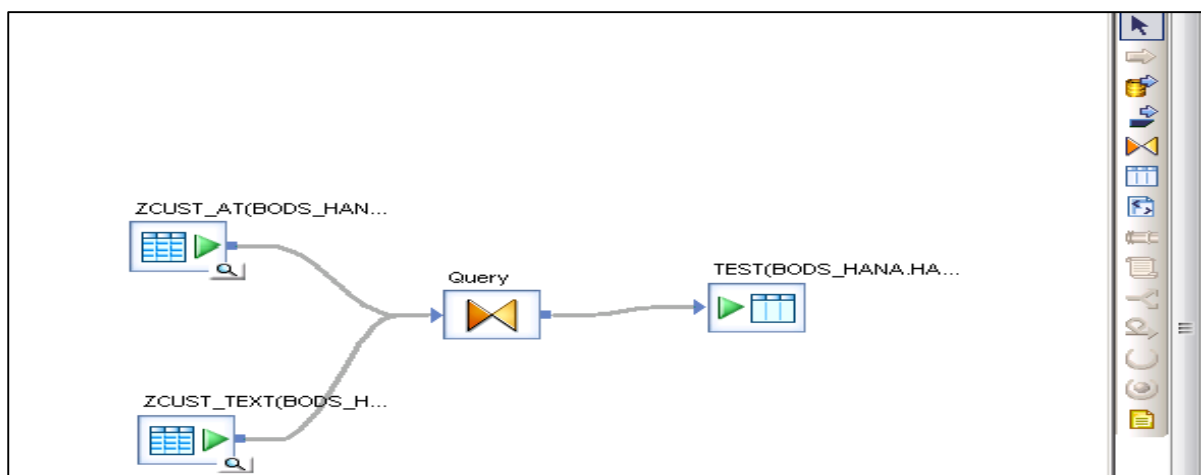 ZCUST_AT(BODS_HAN...
Query
TEST(BODS_HANA.HA...
ZCUST_TEXT(BODS_H...